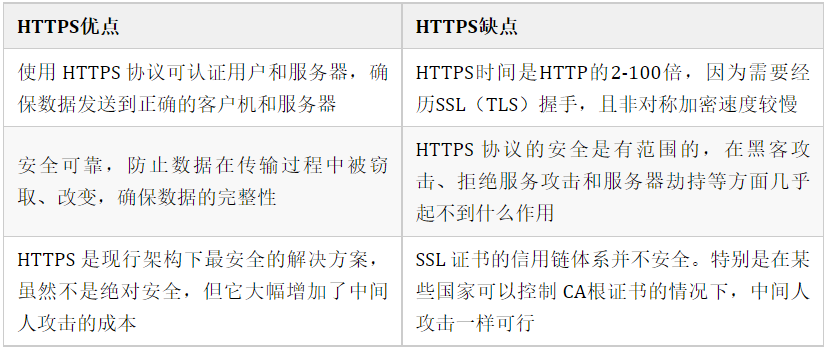 HTTPS优点
HTTPS缺点
使用 HTTPS 协议可认证用户和服务器，确
保数据发送到正确的客户机和服务器
HTTPS时间是HTTP的2-100倍，因为需要经
历SSL（TLS）握手，且非对称加密速度较慢
安全可靠，防止数据在传输过程中被窃
取、改变，确保数据的完整性
HTTPS 协议的安全是有范围的，在黑客攻
击、拒绝服务攻击和服务器劫持等方面几乎
起不到什么作用
HTTPS 是现行架构下最安全的解决方案，
虽然不是绝对安全，但它大幅增加了中间
人攻击的成本
SSL 证书的信用链体系并不安全。特别是在某
些国家可以控制 CA根证书的情况下，中间人
攻击一样可行